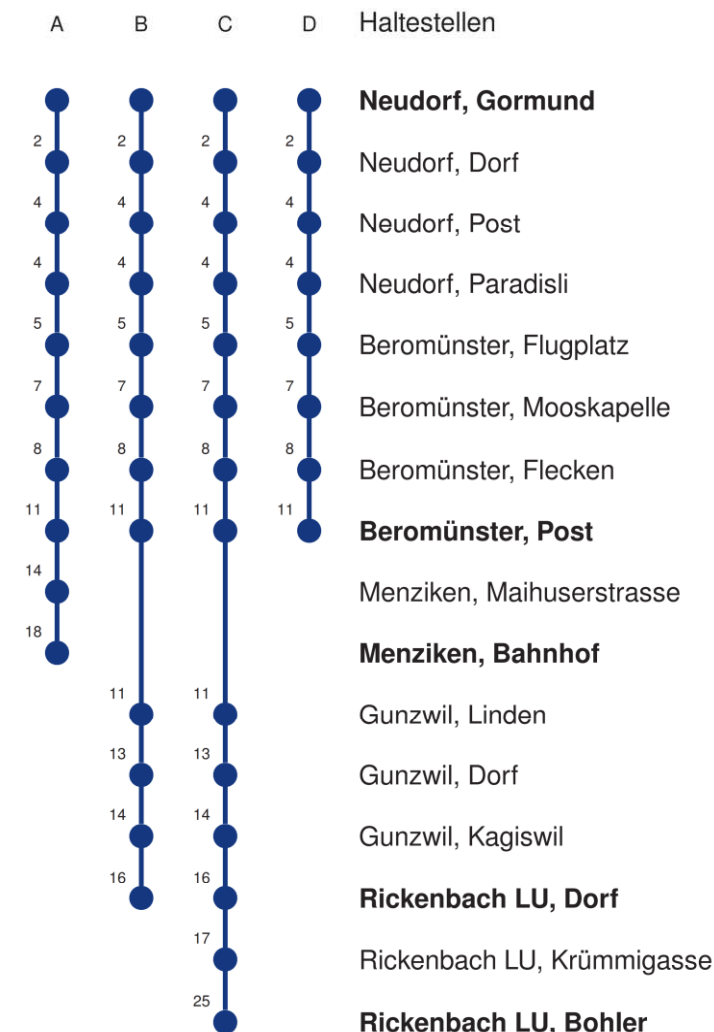 A B C D Haltestellen
Neudorf, Gormund
2 2 2 2 Neudorf, Dorf
4 4 4 4 Neudorf, Post
4 4 4 4 Neudorf, Paradisli
5 5 5 5 Beromünster, Flugplatz
7 7 7 7 Beromünster, Mooskapelle
8 8 8 8 Beromünster, Flecken
11 11 11 11 Beromünster, Post
14 Menziken, Maihuserstrasse
18 Menziken, Bahnhof
11 11 Gunzwil, Linden
13 13 Gunzwil, Dorf
14 14 Gunzwil, Kagiswil
16 16 Rickenbach LU, Dorf
17 Rickenbach LU, Krümmigasse
25 Rickenbach LU, Bohler